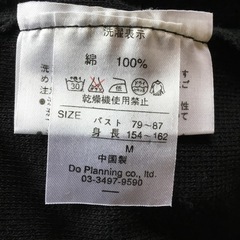 洗濯表示
綿 100%
30
乾燥機使用禁止
SIZE バスト 79~87
身 長 154~162
M
中国製
Do Planning co., ltd.
03-3497-9590